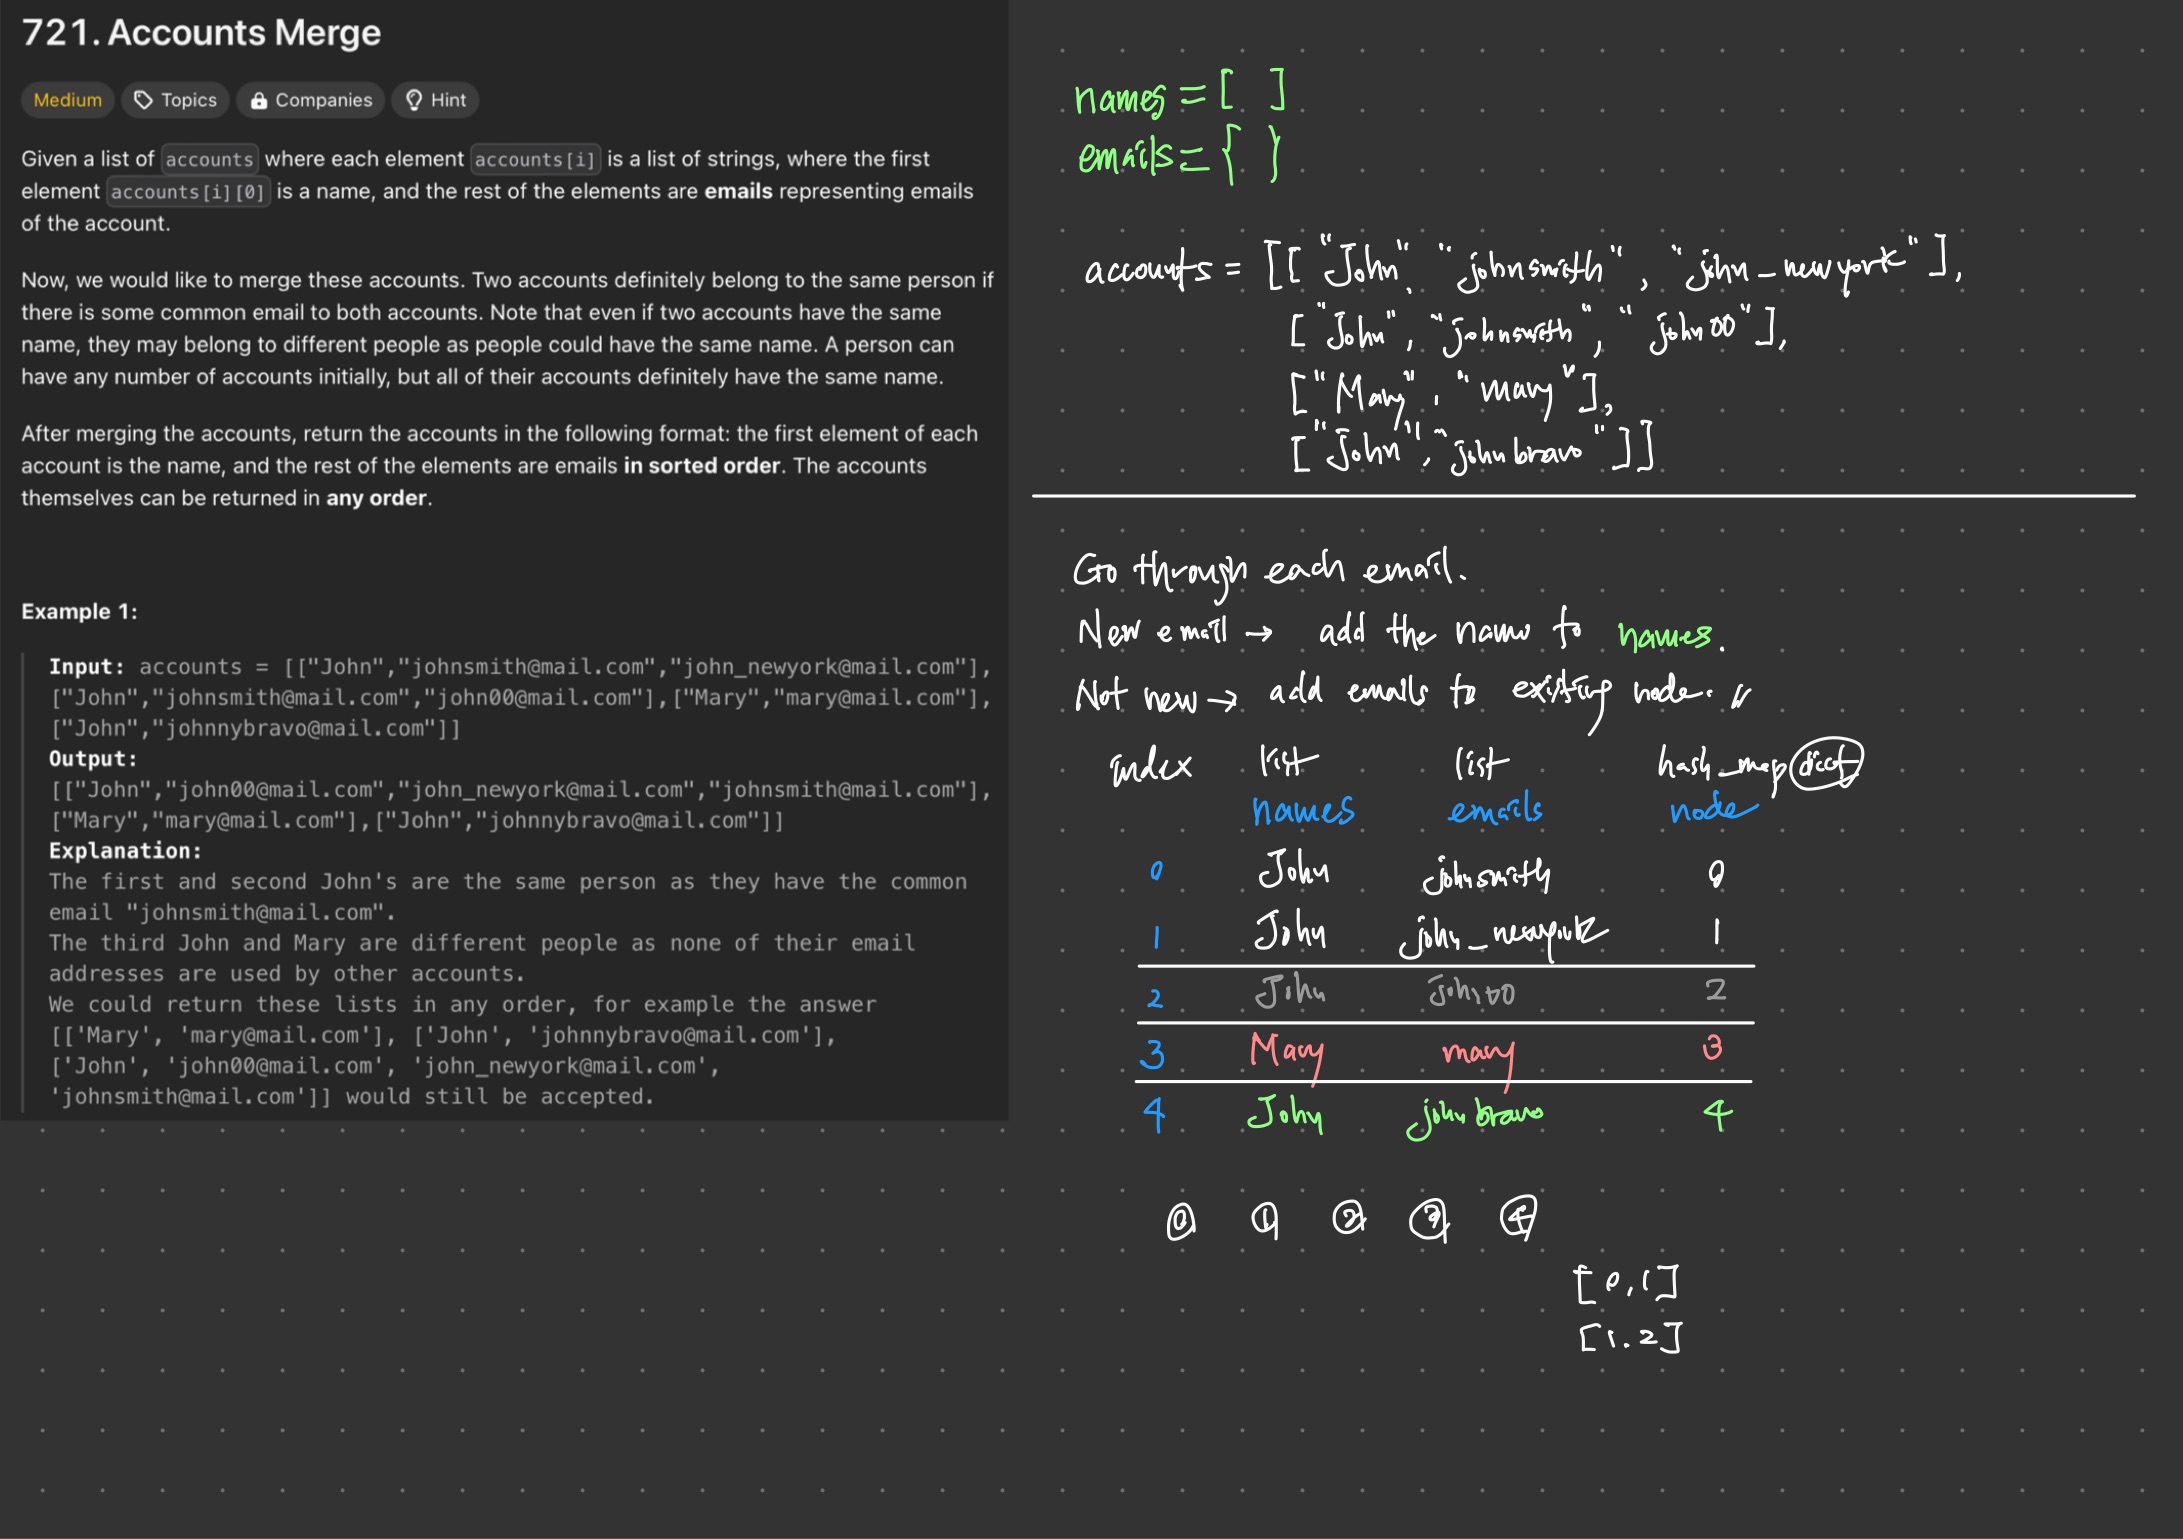 721. Accounts Merge
Medium Topics Companies Hint
Given a list of accounts where each element accounts[i] is a list of strings, where the first
element accounts[i][0] is a name, and the rest of the elements are emails representing emails
of the account.
Now, we would like to merge these accounts. Two accounts definitely belong to the same person if
there is some common email to both accounts. Note that even if two accounts have the same
name, they may belong to different people as people could have the same name. A person can
have any number of accounts initially, but all of their accounts definitely have the same name.
After merging the accounts, return the accounts in the following format: the first element of each
account is the name, and the rest of the elements are emails in sorted order. The accounts
themselves can be returned in any order.
Example 1:
Input: accounts = [["John","johnsmith@mail.com","john_newyork@mail.com"],
["John","johnsmith@mail.com","john00@mail.com"],["Mary","mary@mail.com"],
["John","johnnybravo@mail.com"]]
Output:
[["John","john00@mail.com","john_newyork@mail.com","johnsmith@mail.com"],
["Mary","mary@mail.com"],["John","johnnybravo@mail.com"]]
Explanation:
The first and second John's are the same person as they have the common
email "johnsmith@mail.com".
The third John and Mary are different people as none of their email
addresses are used by other accounts.
We could return these lists in any order, for example the answer
[['Mary', 'mary@mail.com'], ['John', 'johnnybravo@mail.com'],
['John', 'john00@mail.com', 'john_newyork@mail.com',
'johnsmith@mail.com']] would still be accepted.
names = [ ]
emails = { }
accounts = [["John", "johnsmith", "john_newyork"],
["John", "johnsmith", "john00"],
["Mary", "mary"],
["John", "johnbravo"]]
Go through each email.
New email → add the name to names.
Not new → add emails to existing node.
index list list hash_map dict
names emails node
0 John johnsmith 0
1 John john_newyork 1
2 John john00 2
3 Mary mary 3
4 John johnbravo 4
0 1 2 3 4
[0,1]
[1.2]